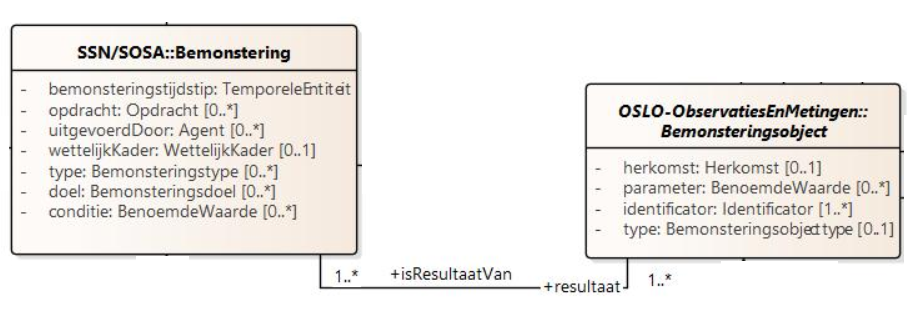 SSN/SOSA::Bemonstering
- bemonsteringstijdstip: TemporeleEntiteit
- opdracht: Opdracht [0..*]
- uitgevoerdDoor: Agent [0..*]
- wettelijkKader: WettelijkKader [0..1]
- type: Bemonsteringstype [0..*]
- doel: Bemonsteringsdoel [0..*]
- conditie: BenoemdeWaarde [0..*]
OSLO-ObservatiesEnMetingen::
Bemonsteringsobject
- herkomst: Herkomst [0..1]
- parameter: BenoemdeWaarde [0..*]
- identificator: Identificator [1..*]
- type: Bemonsteringsobjecttype [0..1]
1..*
+isResultaatVan
+resultaat
1..*